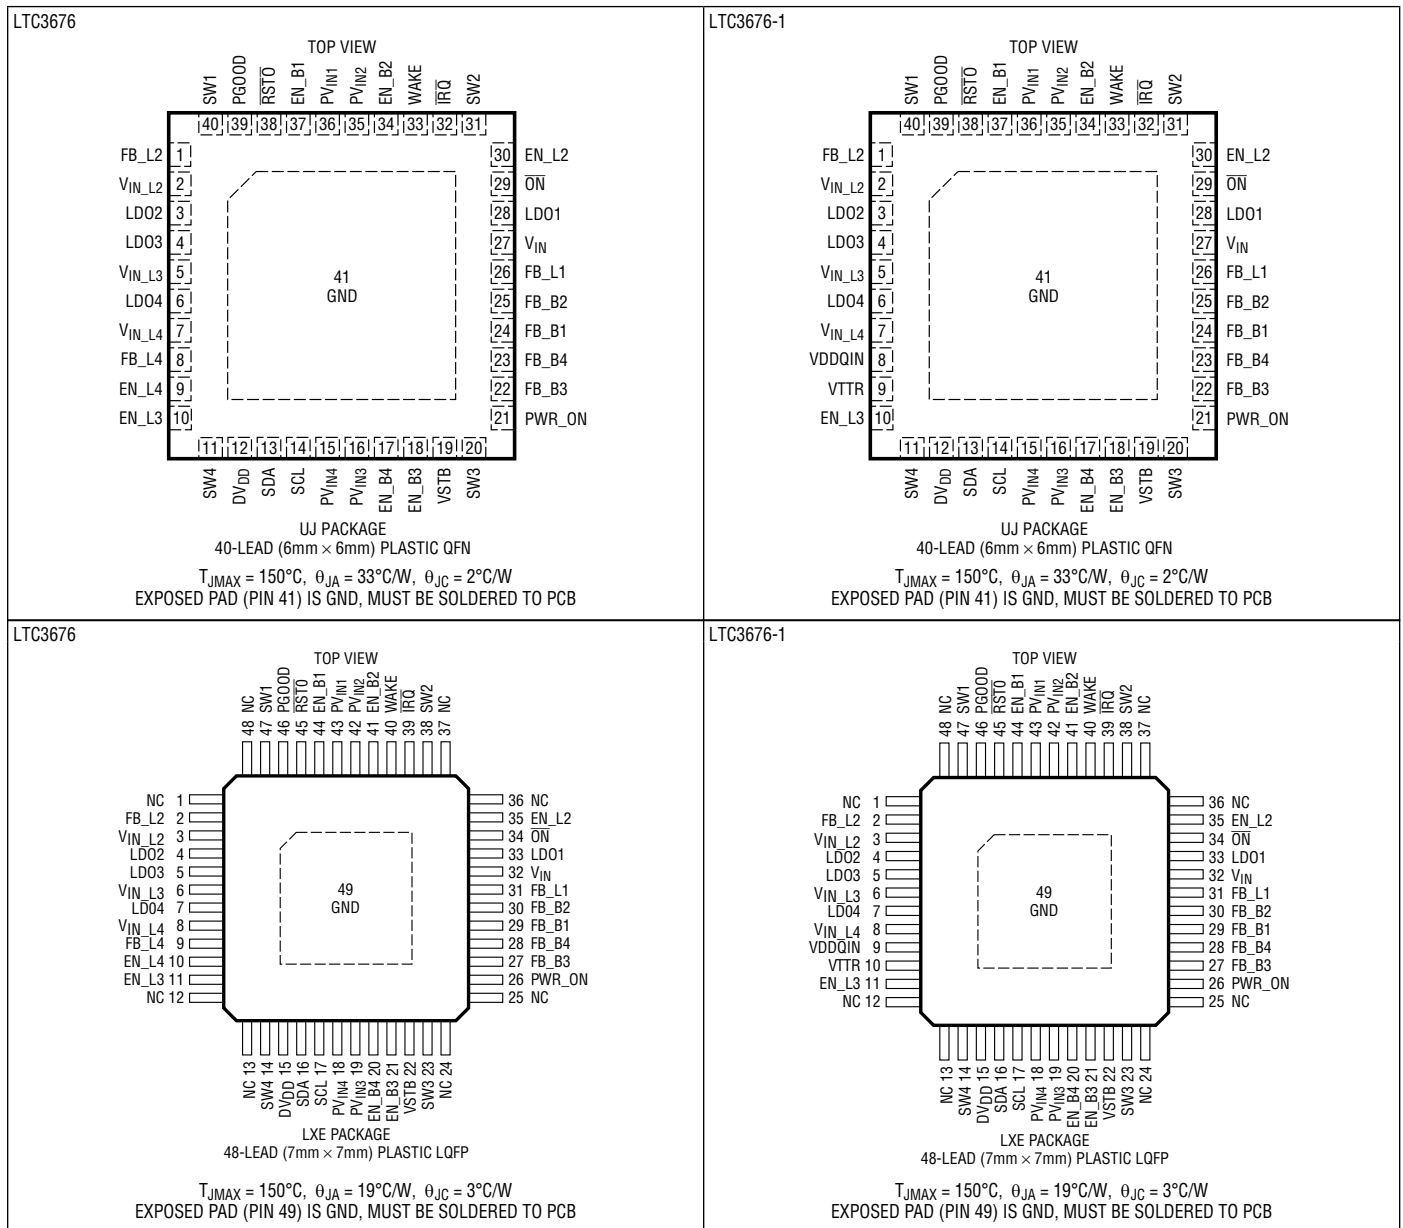 LTC3676
TOP VIEW
SW1
PGOOD
RSTO
EN_B1
PVIN1
PVIN2
EN_B2
WAKE
IRQ
SW2
40 39 38 37 36 35 34 33 32 31
FB_L2 1
VIN_L2 2
LDO2 3
LDO3 4
VIN_L3 5
LDO4 6
VIN_L4 7
FB_L4 8
EN_L4 9
EN_L3 10
30 EN_L2
29 ON
28 LDO1
27 VIN
26 FB_L1
25 FB_B2
24 FB_B1
23 FB_B4
22 FB_B3
21 PWR_ON
41
GND
11 12 13 14 15 16 17 18 19 20
SW4
DVDD
SDA
SCL
PVIN4
PVIN3
EN_B4
EN_B3
VSTB
SW3
UJ PACKAGE
40-LEAD (6mm × 6mm) PLASTIC QFN
TJMAX = 150°C, θJA = 33°C/W, θJC = 2°C/W
EXPOSED PAD (PIN 41) IS GND, MUST BE SOLDERED TO PCB
LTC3676-1
TOP VIEW
SW1
PGOOD
RSTO
EN_B1
PVIN1
PVIN2
EN_B2
WAKE
IRQ
SW2
40 39 38 37 36 35 34 33 32 31
FB_L2 1
VIN_L2 2
LDO2 3
LDO3 4
VIN_L3 5
LDO4 6
VIN_L4 7
VDDQIN 8
VTTR 9
EN_L3 10
30 EN_L2
29 ON
28 LDO1
27 VIN
26 FB_L1
25 FB_B2
24 FB_B1
23 FB_B4
22 FB_B3
21 PWR_ON
41
GND
11 12 13 14 15 16 17 18 19 20
SW4
DVDD
SDA
SCL
PVIN4
PVIN3
EN_B4
EN_B3
VSTB
SW3
UJ PACKAGE
40-LEAD (6mm × 6mm) PLASTIC QFN
TJMAX = 150°C, θJA = 33°C/W, θJC = 2°C/W
EXPOSED PAD (PIN 41) IS GND, MUST BE SOLDERED TO PCB
LTC3676
TOP VIEW
48 NC
47 SW1
46 PGOOD
45 RSTO
44 EN_B1
43 PVIN1
42 PVIN2
41 EN_B2
40 WAKE
39 IRQ
38 SW2
37 NC
NC 1
FB_L2 2
VIN_L2 3
LDO2 4
LDO3 5
VIN_L3 6
LDO4 7
VIN_L4 8
FB_L4 9
EN_L4 10
EN_L3 11
NC 12
36 NC
35 EN_L2
34 ON
33 LDO1
32 VIN
31 FB_L1
30 FB_B2
29 FB_B1
28 FB_B4
27 FB_B3
26 PWR_ON
25 NC
49
GND
NC 13
SW4 14
DVDD 15
SDA 16
SCL 17
PVIN4 18
PVIN3 19
EN_B4 20
EN_B3 21
VSTB 22
SW3 23
NC 24
LXE PACKAGE
48-LEAD (7mm × 7mm) PLASTIC LQFP
TJMAX = 150°C, θJA = 19°C/W, θJC = 3°C/W
EXPOSED PAD (PIN 49) IS GND, MUST BE SOLDERED TO PCB
LTC3676-1
TOP VIEW
48 NC
47 SW1
46 PGOOD
45 RSTO
44 EN_B1
43 PVIN1
42 PVIN2
41 EN_B2
40 WAKE
39 IRQ
38 SW2
37 NC
NC 1
FB_L2 2
VIN_L2 3
LDO2 4
LDO3 5
VIN_L3 6
LDO4 7
VIN_L4 8
VDDQIN 9
VTTR 10
EN_L3 11
NC 12
36 NC
35 EN_L2
34 ON
33 LDO1
32 VIN
31 FB_L1
30 FB_B2
29 FB_B1
28 FB_B4
27 FB_B3
26 PWR_ON
25 NC
49
GND
NC 13
SW4 14
DVDD 15
SDA 16
SCL 17
PVIN4 18
PVIN3 19
EN_B4 20
EN_B3 21
VSTB 22
SW3 23
NC 24
LXE PACKAGE
48-LEAD (7mm × 7mm) PLASTIC LQFP
TJMAX = 150°C, θJA = 19°C/W, θJC = 3°C/W
EXPOSED PAD (PIN 49) IS GND, MUST BE SOLDERED TO PCB